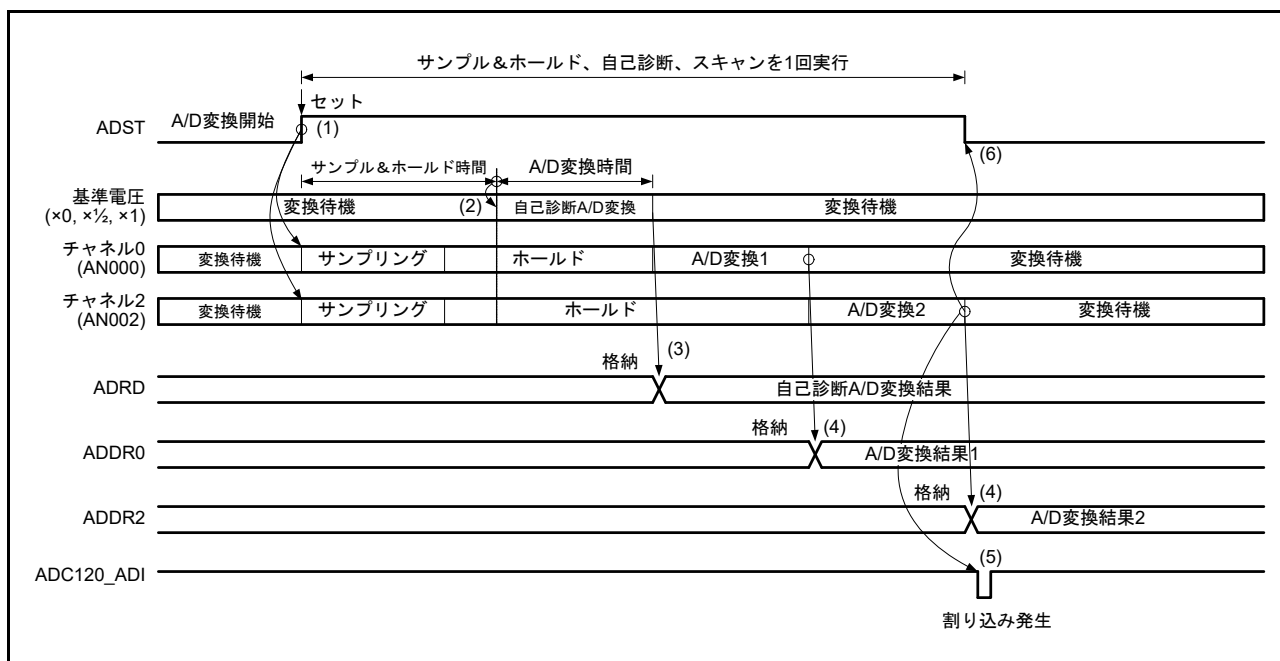 サンプル＆ホールド、自己診断、スキャンを1回実行
セット
ADST
A/D変換開始
(1)
(6)
サンプル＆ホールド時間
A/D変換時間
基準電圧
(×0, ×½, ×1)
変換待機
(2)
自己診断A/D変換
変換待機
チャネル0
(AN000)
変換待機
サンプリング
ホールド
A/D変換1
変換待機
チャネル2
(AN002)
変換待機
サンプリング
ホールド
A/D変換2
変換待機
格納
(3)
ADRD
自己診断A/D変換結果
格納
(4)
ADDR0
A/D変換結果1
格納
(4)
ADDR2
A/D変換結果2
ADC120_ADI
(5)
割り込み発生